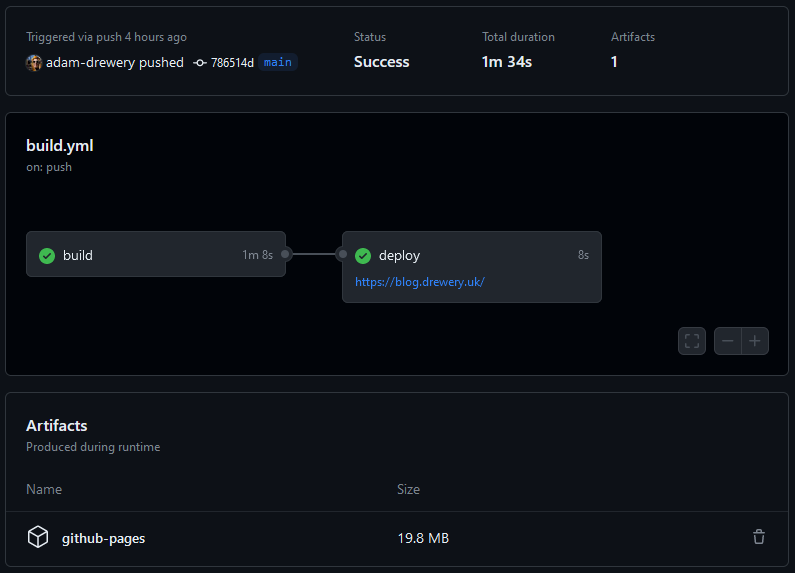 Triggered via push 4 hours ago
adam-drewery pushed 786514d main
Status
Success
Total duration
1m 34s
Artifacts
1
build.yml
on: push
build 1m 8s
deploy 8s
https://blog.drewery.uk/
Artifacts
Produced during runtime
Name Size
github-pages 19.8 MB